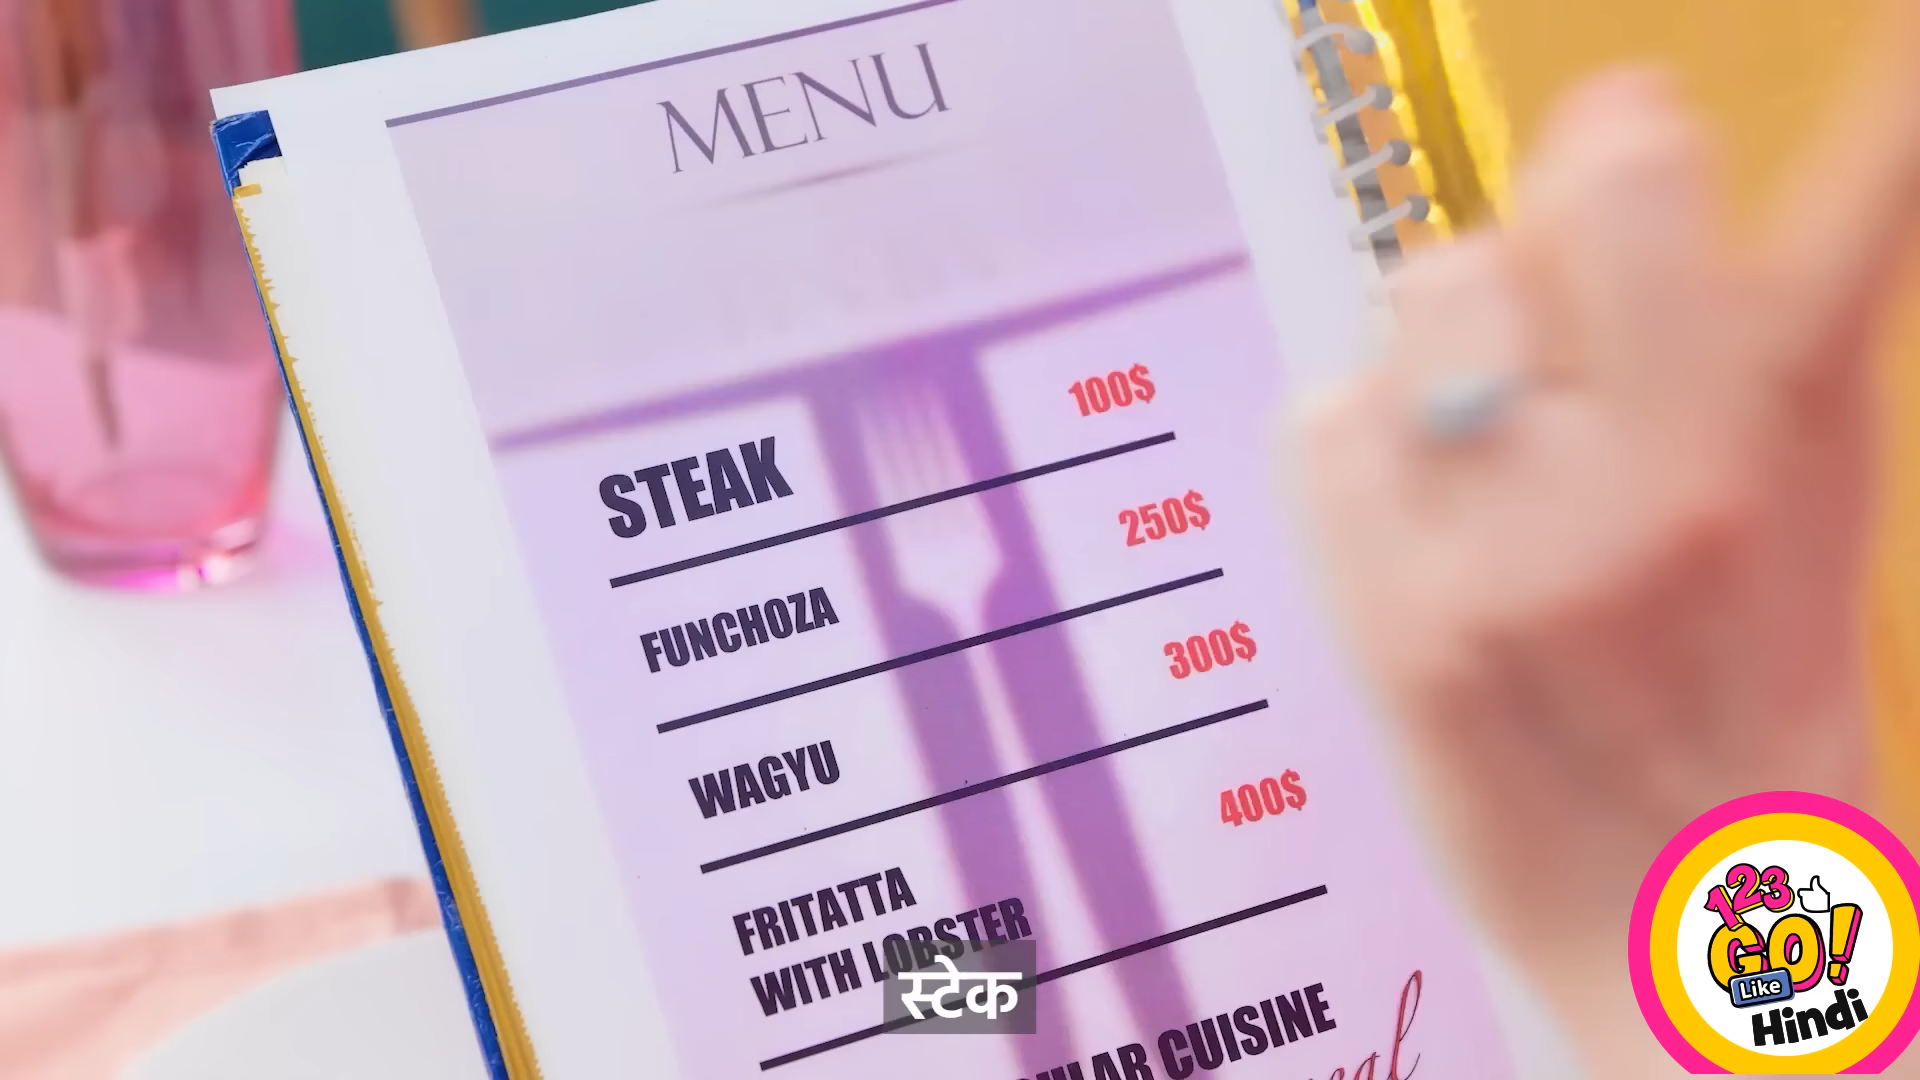 MENU
STEAK 100$
FUNCHOZA 250$
WAGYU 300$
FRITATTA
WITH LOBSTER 400$
CUISINE
स्टेक
123
GO!
Like
Hindi